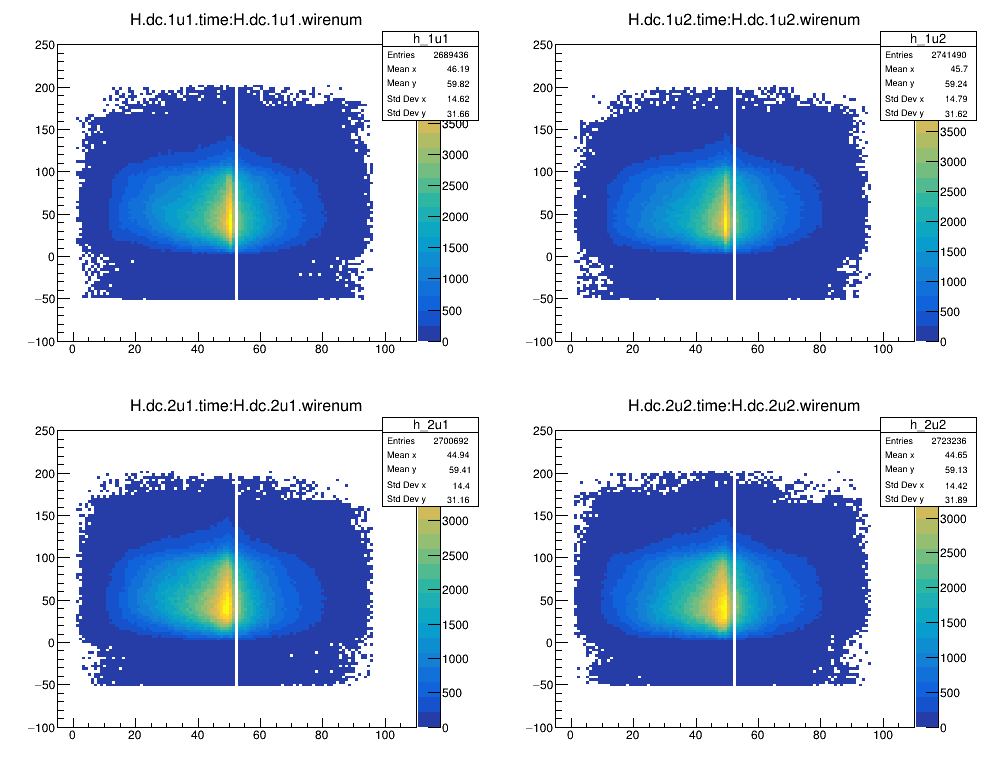 H.dc.1u1.time:H.dc.1u1.wirenum
h_1u1
Entries 2689436
Mean x 46.19
Mean y 59.82
Std Dev x 14.62
Std Dev y 31.66
250
200
150
100
50
0
−50
−100
0 20 40 60 80 100
3500
3000
2500
2000
1500
1000
500
0
H.dc.1u2.time:H.dc.1u2.wirenum
h_1u2
Entries 2741490
Mean x 45.7
Mean y 59.24
Std Dev x 14.79
Std Dev y 31.62
250
200
150
100
50
0
−50
−100
0 20 40 60 80 100
3500
3000
2500
2000
1500
1000
500
0
H.dc.2u1.time:H.dc.2u1.wirenum
h_2u1
Entries 2700692
Mean x 44.94
Mean y 59.41
Std Dev x 14.4
Std Dev y 31.16
250
200
150
100
50
0
−50
−100
0 20 40 60 80 100
3000
2500
2000
1500
1000
500
0
H.dc.2u2.time:H.dc.2u2.wirenum
h_2u2
Entries 2723236
Mean x 44.65
Mean y 59.13
Std Dev x 14.42
Std Dev y 31.89
250
200
150
100
50
0
−50
−100
0 20 40 60 80 100
3000
2500
2000
1500
1000
500
0